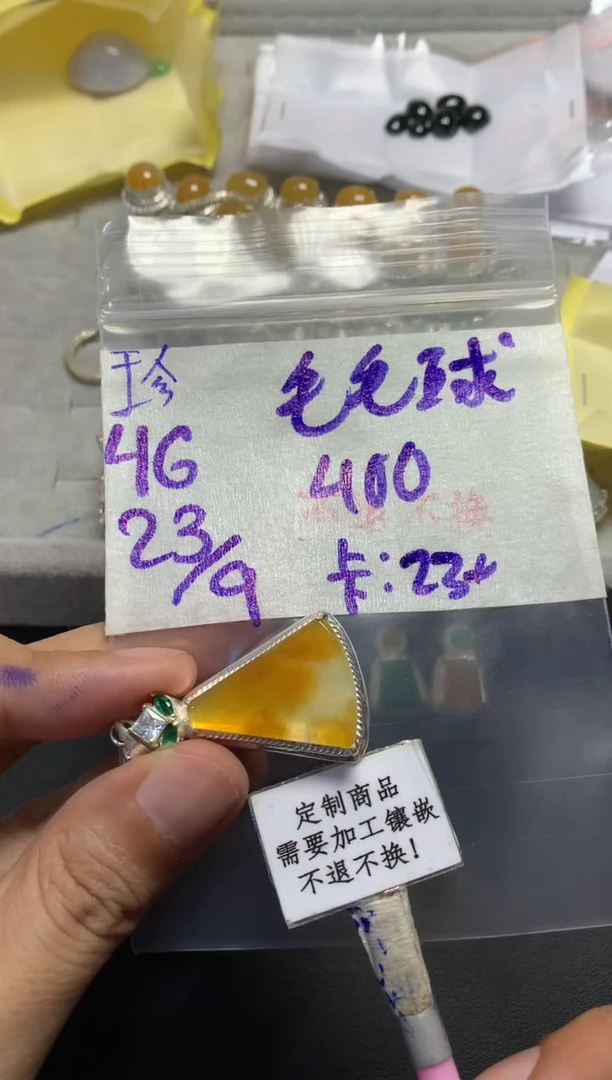 珍
毛毛球
4G
400
23/9
卡:23+
定制商品
需要加工镶嵌
不退不换!